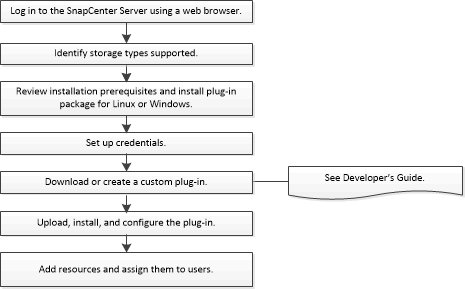 Log in to the SnapCenter Server using a web browser.
Identify storage types supported.
Review installation prerequisites and install plug-in
package for Linux or Windows.
Set up credentials.
Download or create a custom plug-in.
See Developer's Guide.
Upload, install, and configure the plug-in.
Add resources and assign them to users.